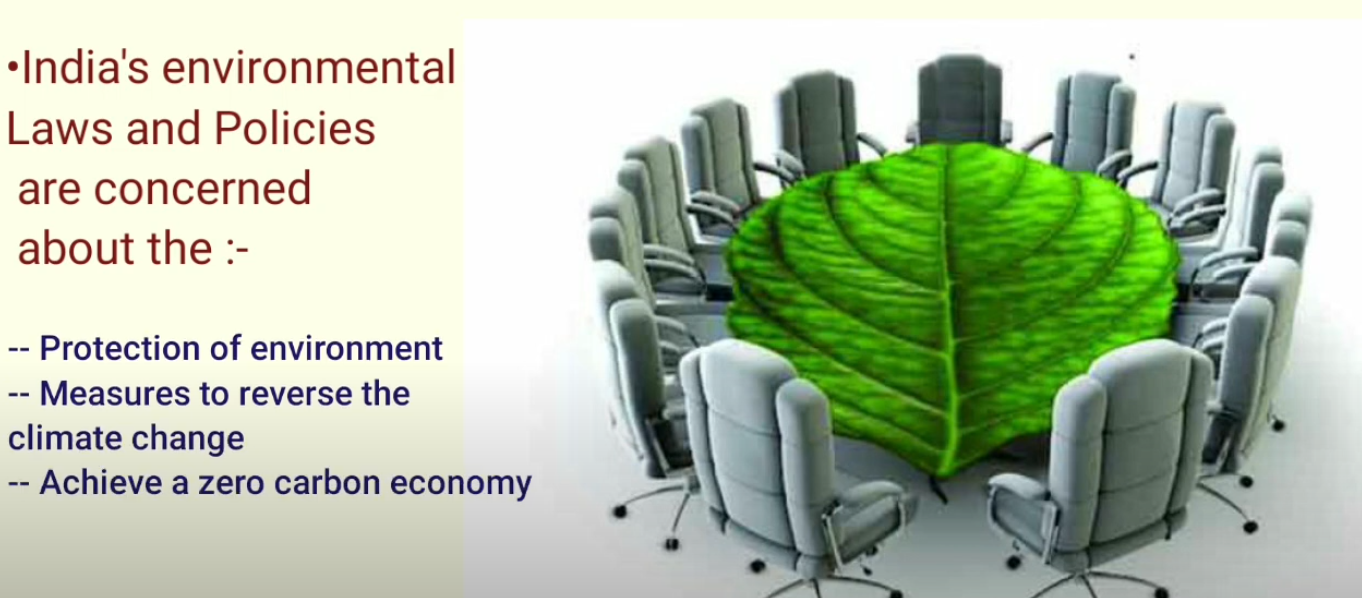 •India's environmental
Laws and Policies
are concerned
about the :-
-- Protection of environment
-- Measures to reverse the
climate change
-- Achieve a zero carbon economy